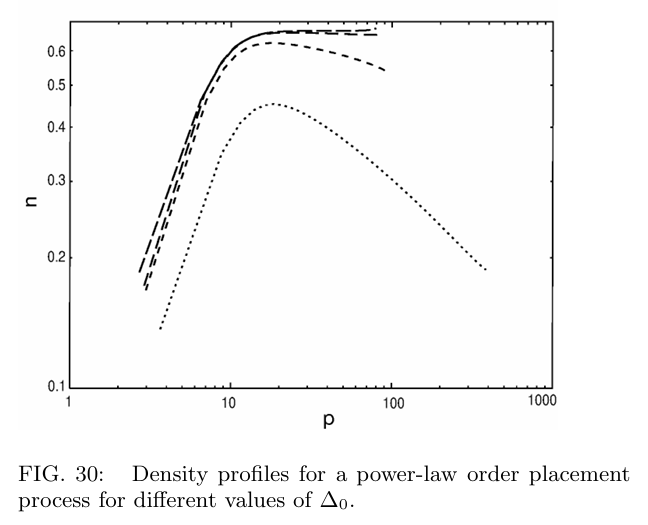 0.6
0.5
0.4
0.3
0.2
0.1
n
1 10 100 1000
p
FIG. 30: Density profiles for a power-law order placement
process for different values of Δ₀.